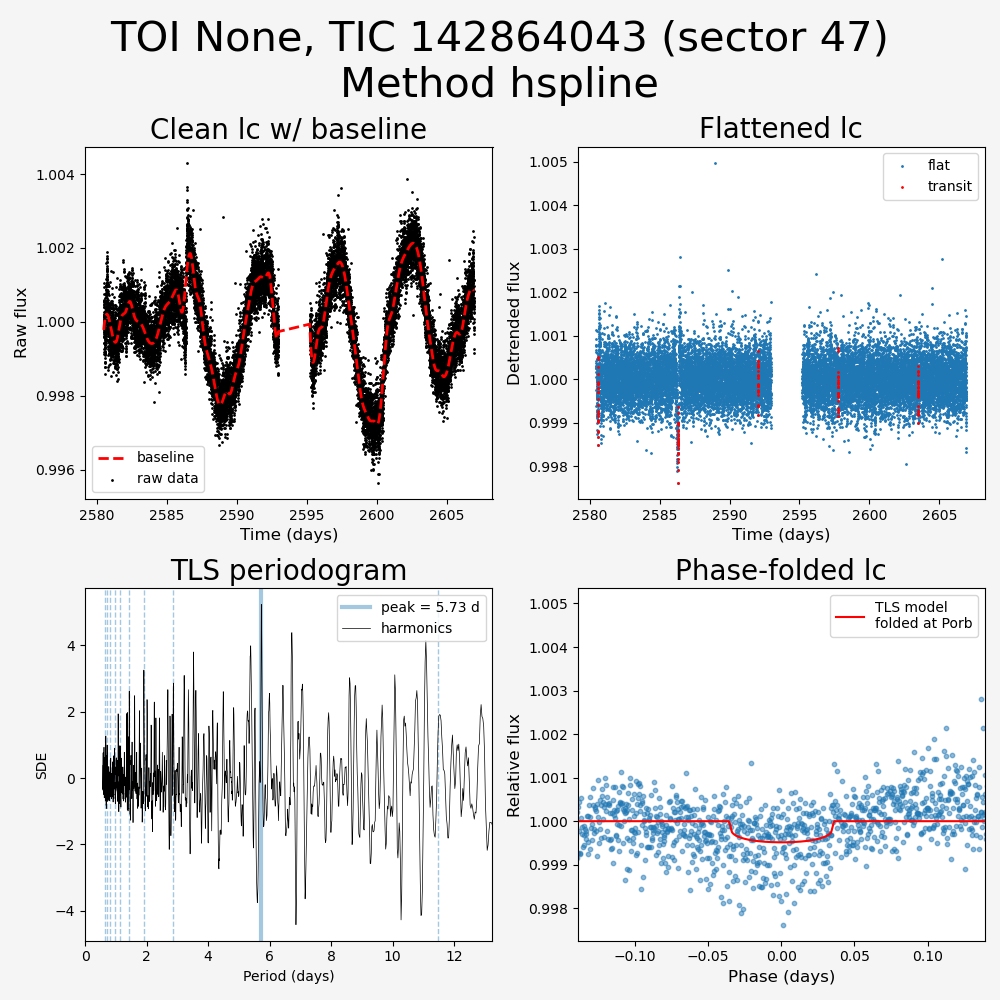 TOI None, TIC 142864043 (sector 47)
Method hspline
Clean lc w/ baseline
Raw flux
1.004
1.002
1.000
0.998
0.996
baseline
raw data
2580
2585
2590
2595
2600
2605
Time (days)
Flattened lc
Detrended flux
1.005
1.004
1.003
1.002
1.001
1.000
0.999
0.998
flat
transit
2580
2585
2590
2595
2600
2605
Time (days)
TLS periodogram
SDE
4
2
0
−2
−4
peak = 5.73 d
harmonics
0
2
4
6
8
10
12
Period (days)
Phase-folded lc
Relative flux
1.005
1.004
1.003
1.002
1.001
1.000
0.999
0.998
TLS model
folded at Porb
−0.10
−0.05
0.00
0.05
0.10
Phase (days)